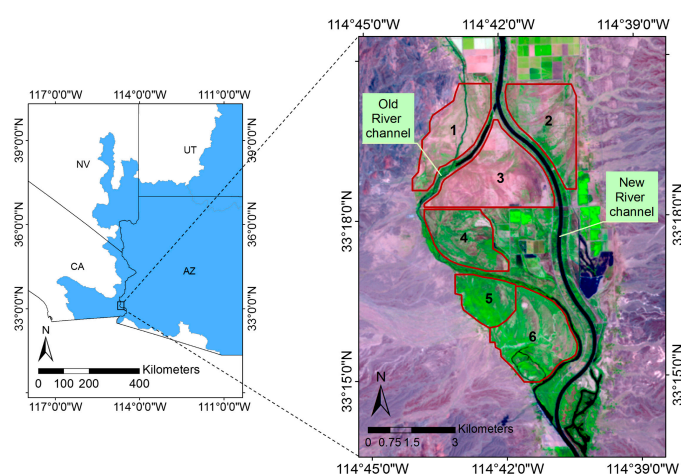 117°0'0"W 114°0'0"W 111°0'0"W
39°0'0"N
36°0'0"N
33°0'0"N
NV
UT
CA
AZ
N
Kilometers
0 100 200 400
117°0'0"W 114°0'0"W 111°0'0"W
39°0'0"N
36°0'0"N
33°0'0"N
114°45'0"W 114°42'0"W 114°39'0"W
33°18'0"N
33°15'0"N
Old
River
channel
1
2
3
New
River
channel
4
5
6
N
Kilometers
0 0.75 1.5 3
33°18'0"N
33°15'0"N
114°45'0"W 114°42'0"W 114°39'0"W